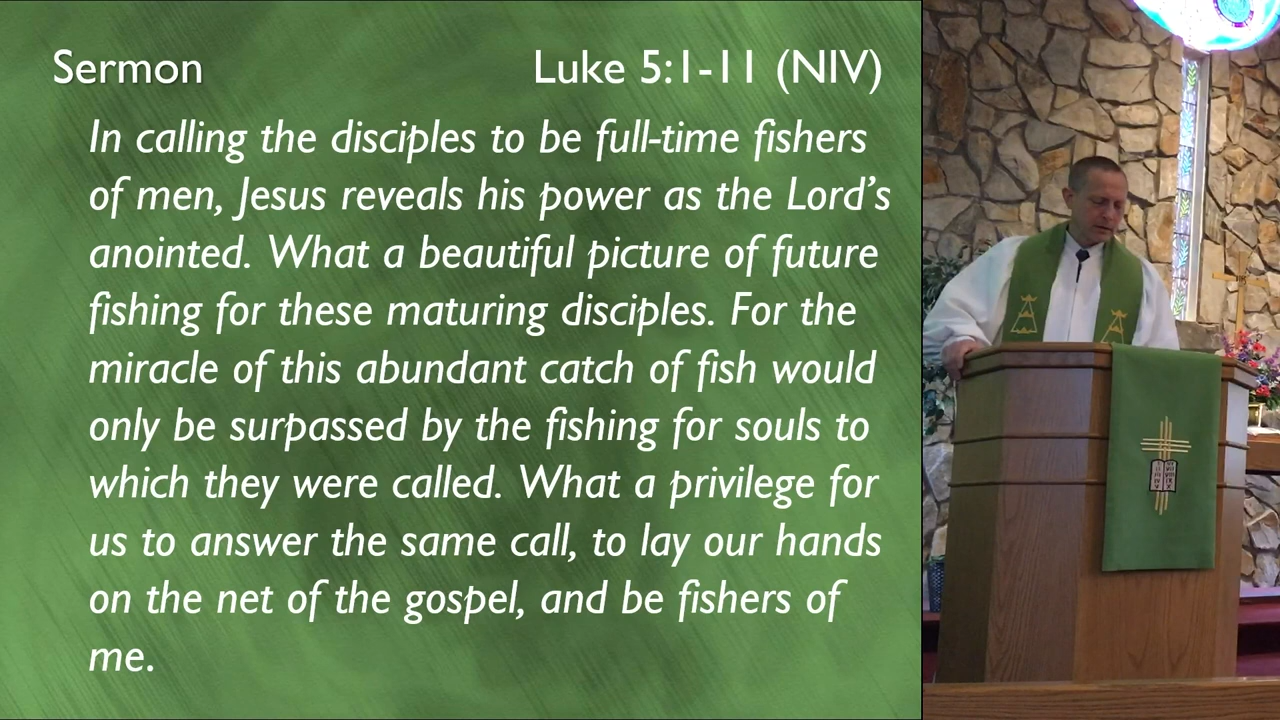 Sermon Luke 5:1-11 (NIV)
In calling the disciples to be full-time fishers
of men, Jesus reveals his power as the Lord’s
anointed. What a beautiful picture of future
fishing for these maturing disciples. For the
miracle of this abundant catch of fish would
only be surpassed by the fishing for souls to
which they were called. What a privilege for
us to answer the same call, to lay our hands
on the net of the gospel, and be fishers of
me.